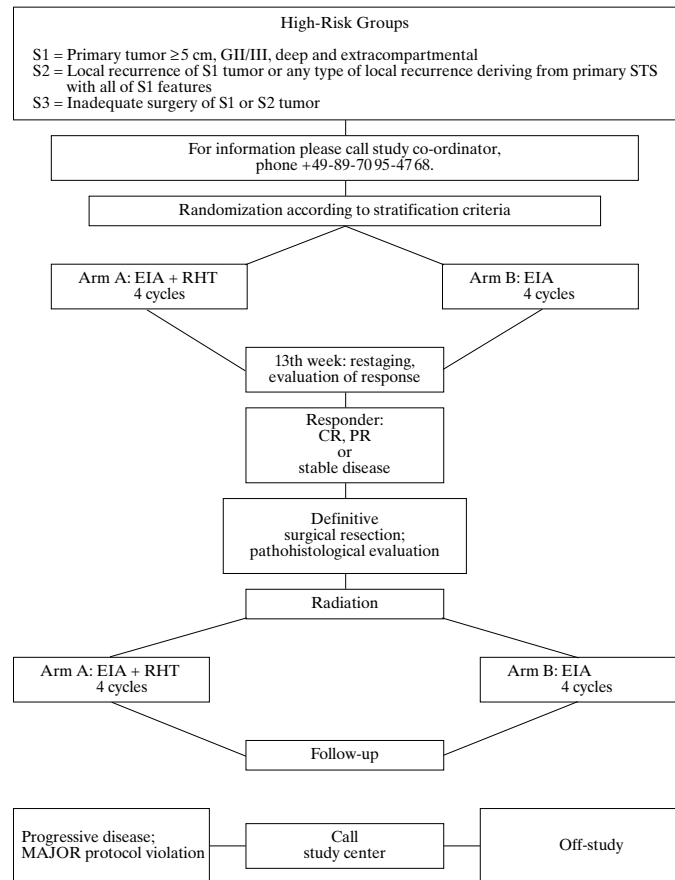 High-Risk Groups
S1 = Primary tumor ≥5 cm, GII/III, deep and extracompartmental
S2 = Local recurrence of S1 tumor or any type of local recurrence deriving from primary STS
with all of S1 features
S3 = Inadequate surgery of S1 or S2 tumor
For information please call study co-ordinator,
phone +49-89-7095-4768.
Randomization according to stratification criteria
Arm A: EIA + RHT
4 cycles
Arm B: EIA
4 cycles
13th week: restaging,
evaluation of response
Responder:
CR, PR
or
stable disease
Definitive
surgical resection;
pathohistological evaluation
Radiation
Arm A: EIA + RHT
4 cycles
Arm B: EIA
4 cycles
Follow-up
Progressive disease;
MAJOR protocol violation
Call
study center
Off-study